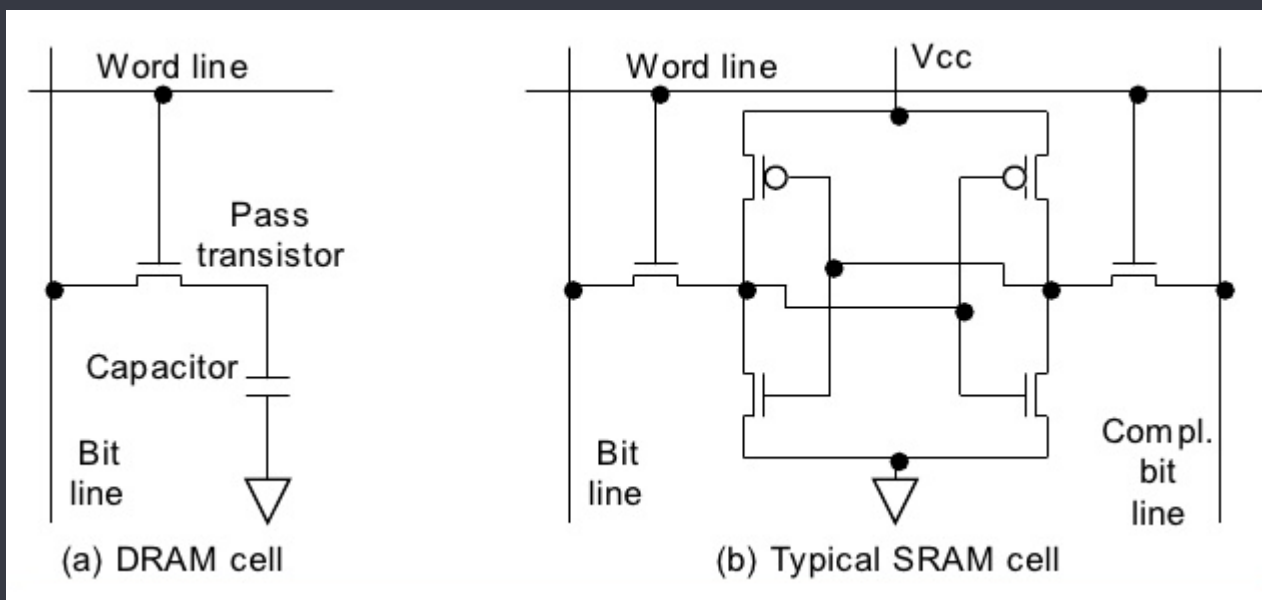 Word line
Pass
transistor
Capacitor
Bit
line
(a) DRAM cell
Word line
Vcc
Bit
line
Compl.
bit
line
(b) Typical SRAM cell